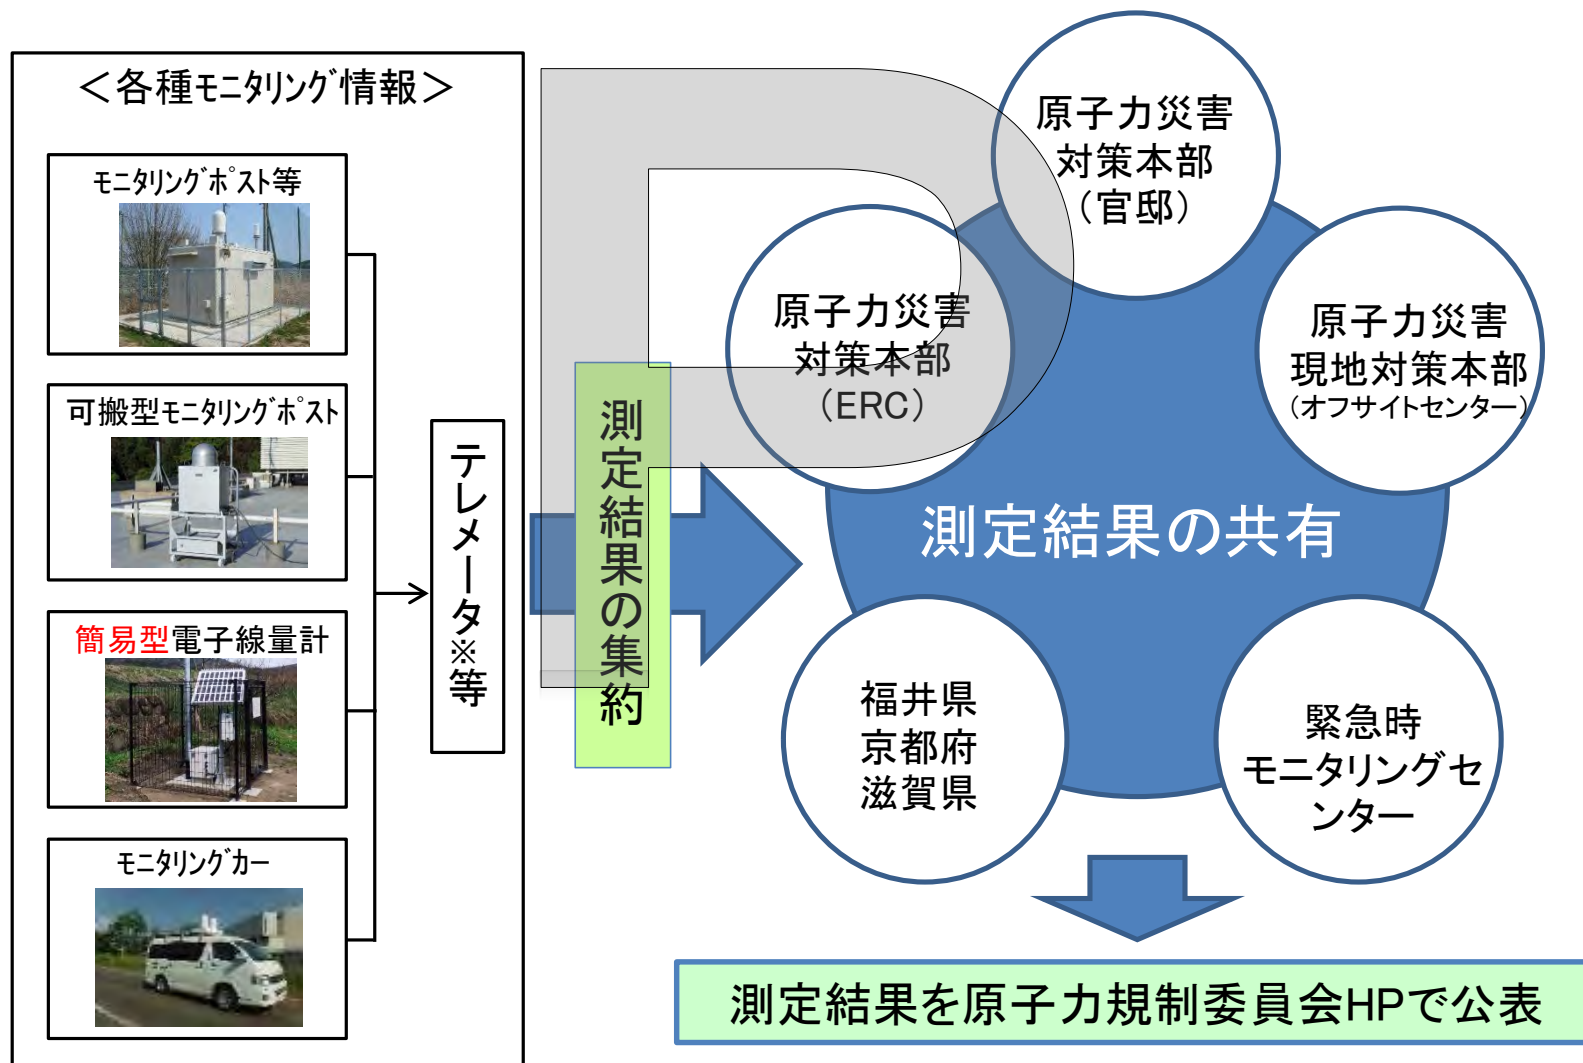 ＜各種ﾓﾆﾀﾘﾝｸﾞ情報＞
ﾓﾆﾀﾘﾝｸﾞﾎﾟｽﾄ等
可搬型ﾓﾆﾀﾘﾝｸﾞﾎﾟｽﾄ
簡易型電子線量計
ﾓﾆﾀﾘﾝｸﾞｶｰ
テレメータ※等
測定結果の集約
原子力災害
対策本部
（官邸）
原子力災害
対策本部
（ERC）
原子力災害
現地対策本部
（オフサイトセンター）
測定結果の共有
福井県
京都府
滋賀県
緊急時
モニタリングセ
ンター
測定結果を原子力規制委員会HPで公表